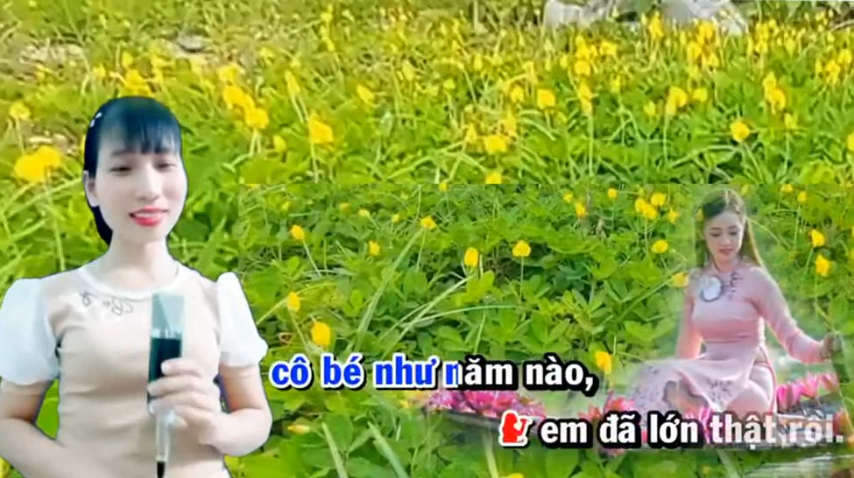 cô bé như năm nào,
em đã lớn thật rồi.